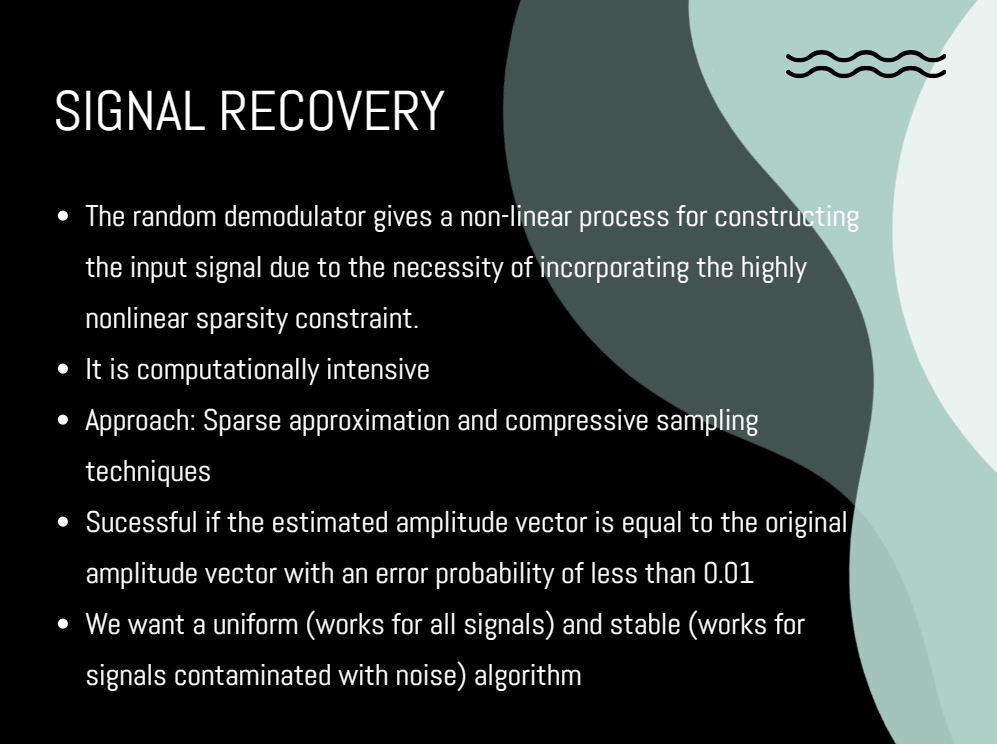 SIGNAL RECOVERY
• The random demodulator gives a non-linear process for constructing
the input signal due to the necessity of incorporating the highly
nonlinear sparsity constraint.
• It is computationally intensive
• Approach: Sparse approximation and compressive sampling
techniques
• Sucessful if the estimated amplitude vector is equal to the original
amplitude vector with an error probability of less than 0.01
• We want a uniform (works for all signals) and stable (works for
signals contaminated with noise) algorithm